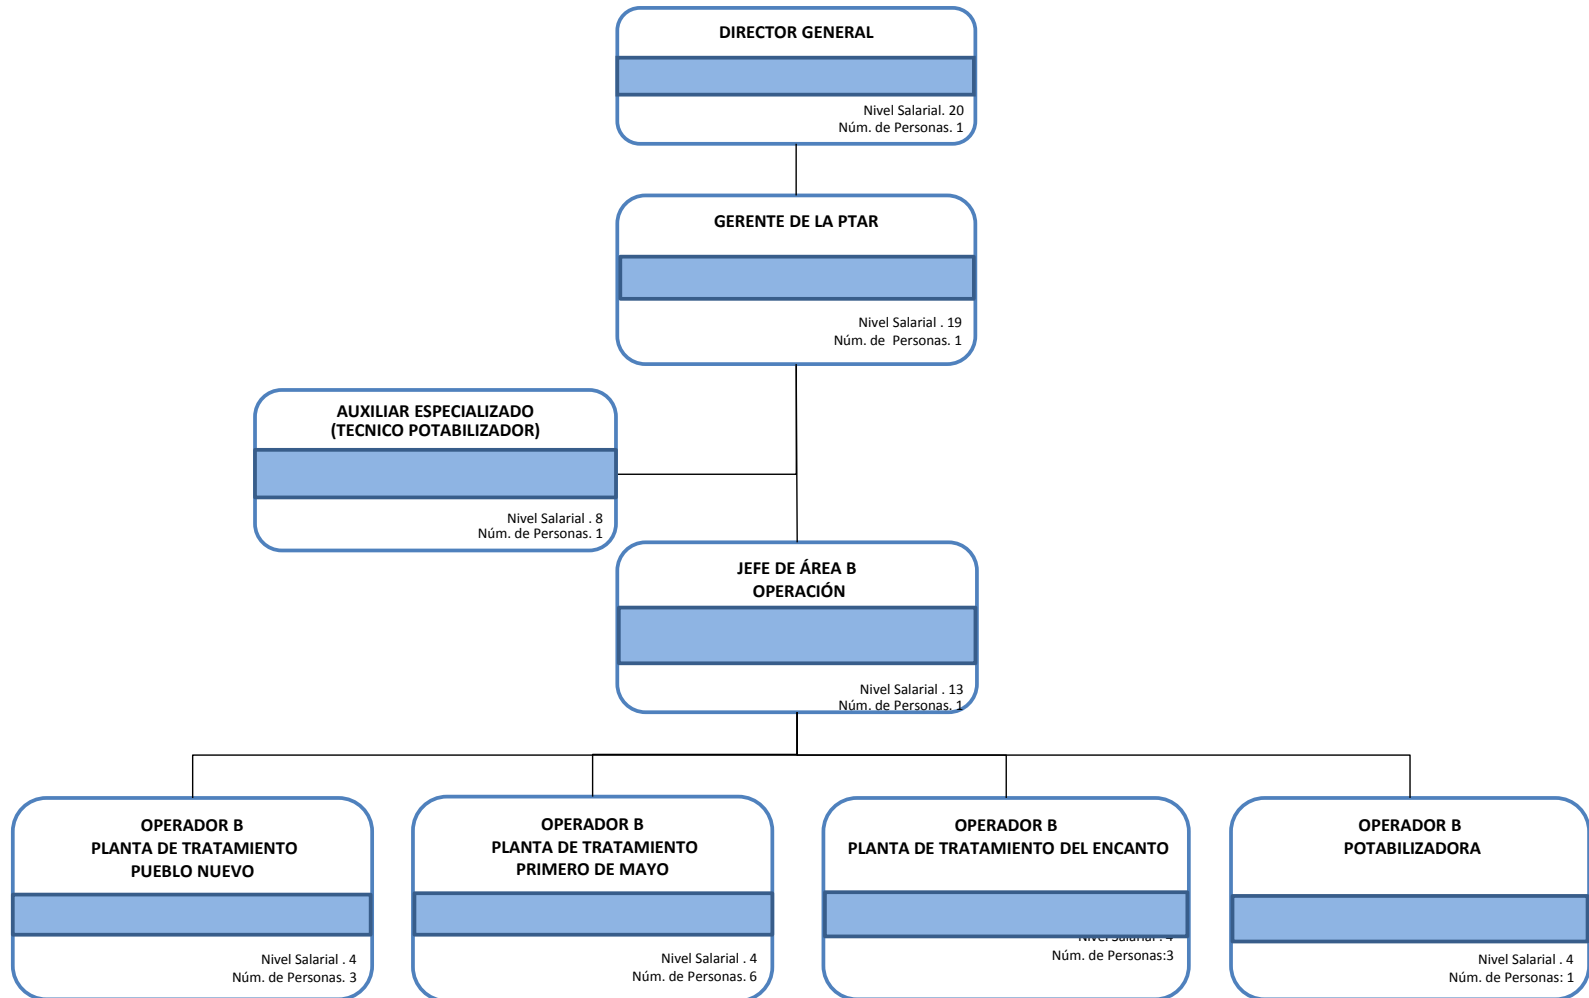 DIRECTOR GENERAL
Nivel Salarial. 20
Núm. de Personas. 1
GERENTE DE LA PTAR
Nivel Salarial . 19
Núm. de  Personas. 1
AUXILIAR ESPECIALIZADO
(TECNICO POTABILIZADOR)
Nivel Salarial . 8
Núm. de Personas. 1
JEFE DE ÁREA B
OPERACIÓN
Nivel Salarial . 13
Núm. de Personas. 1
OPERADOR B
PLANTA DE TRATAMIENTO
PUEBLO NUEVO
Nivel Salarial . 4
Núm. de Personas. 3
OPERADOR B
PLANTA DE TRATAMIENTO
PRIMERO DE MAYO
Nivel Salarial . 4
Núm. de Personas. 6
OPERADOR B
PLANTA DE TRATAMIENTO DEL ENCANTO
Nivel Salarial . 4
Núm. de Personas:3
OPERADOR B
POTABILIZADORA
Nivel Salarial . 4
Núm. de Personas: 1